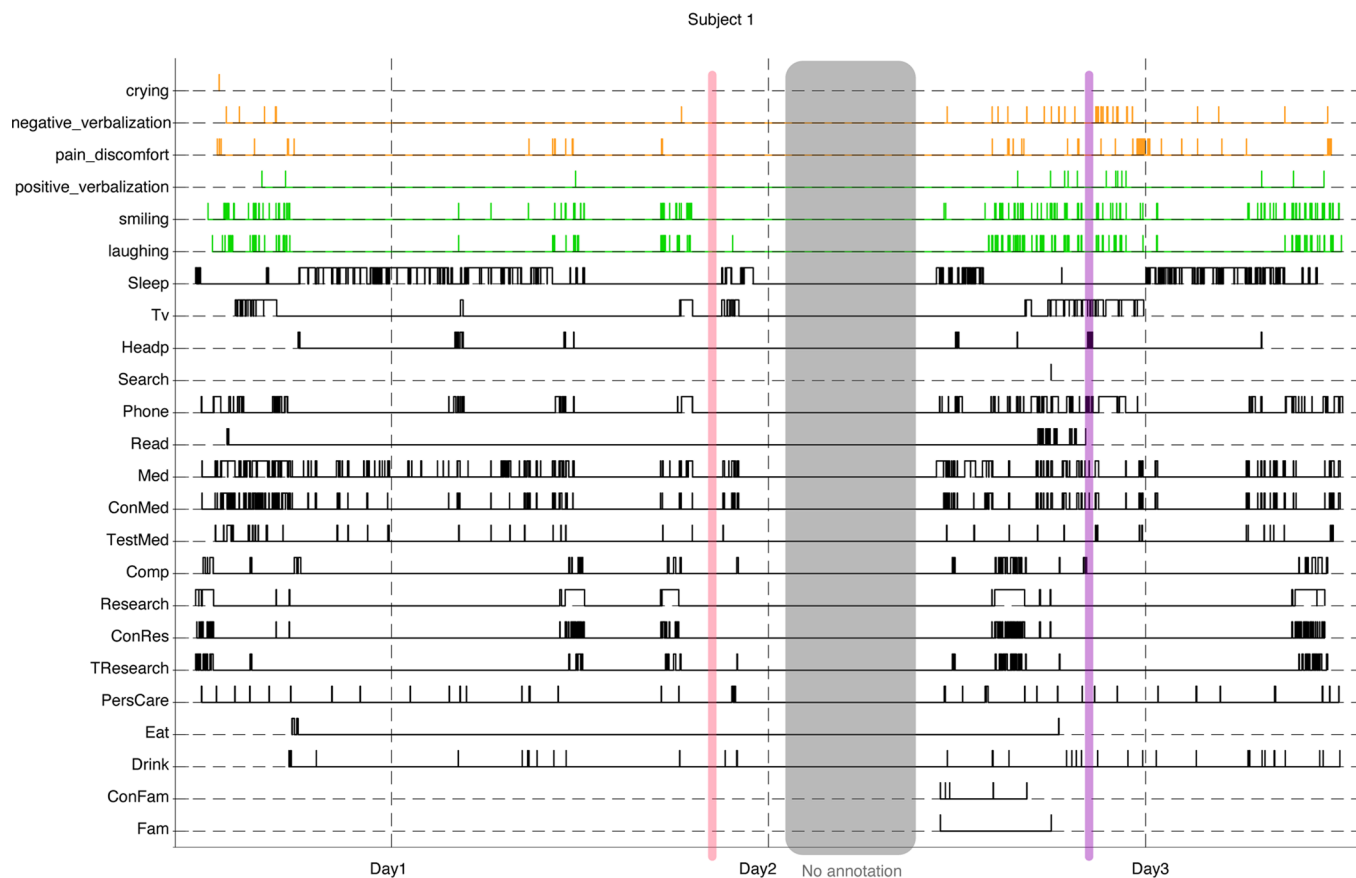 Subject 1
crying
negative_verbalization
pain_discomfort
positive_verbalization
smiling
laughing
Sleep
Tv
Headp
Search
Phone
Read
Med
ConMed
TestMed
Comp
Research
ConRes
TResearch
PersCare
Eat
Drink
ConFam
Fam
Day1 Day2 No annotation Day3